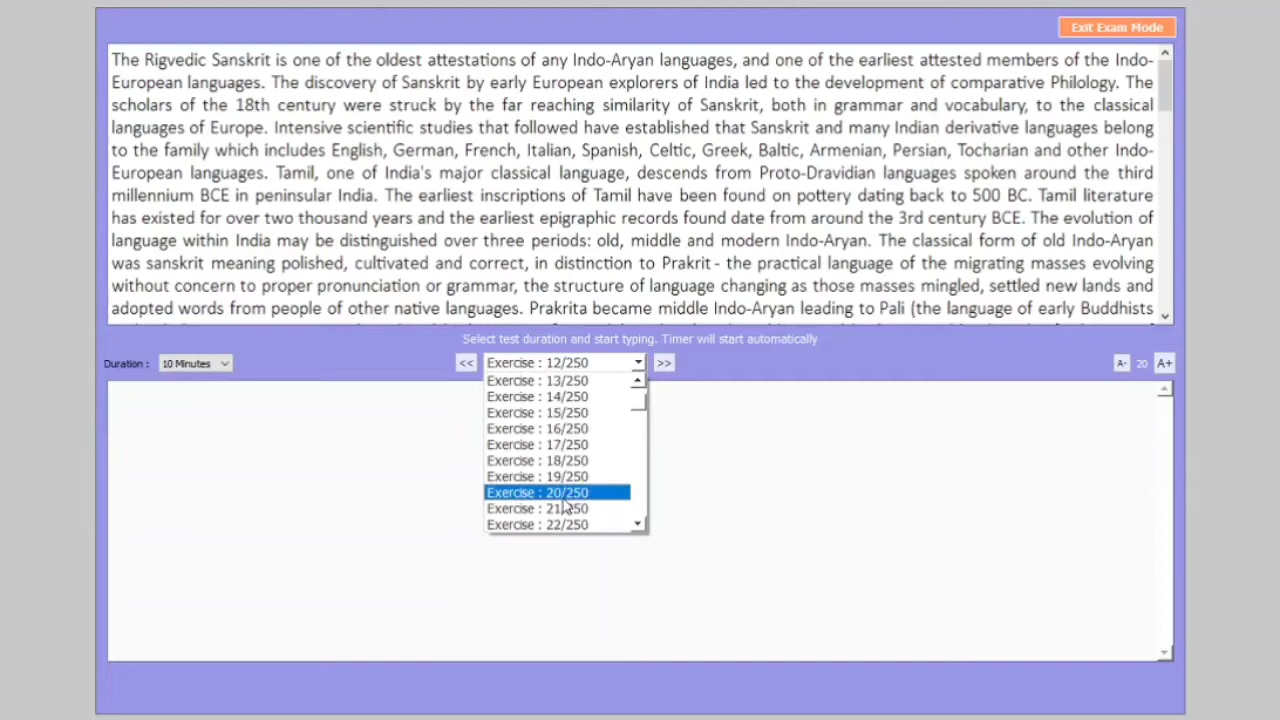 Exit Exam Mode
The Rigvedic Sanskrit is one of the oldest attestations of any Indo-Aryan languages, and one of the earliest attested members of the Indo-
European languages. The discovery of Sanskrit by early European explorers of India led to the development of comparative Philology. The
scholars of the 18th century were struck by the far reaching similarity of Sanskrit, both in grammar and vocabulary, to the classical
languages of Europe. Intensive scientific studies that followed have established that Sanskrit and many Indian derivative languages belong
to the family which includes English, German, French, Italian, Spanish, Celtic, Greek, Baltic, Armenian, Persian, Tocharian and other Indo-
European languages. Tamil, one of India's major classical language, descends from Proto-Dravidian languages spoken around the third
millennium BCE in peninsular India. The earliest inscriptions of Tamil have been found on pottery dating back to 500 BC. Tamil literature
has existed for over two thousand years and the earliest epigraphic records found date from around the 3rd century BCE. The evolution of
language within India may be distinguished over three periods: old, middle and modern Indo-Aryan. The classical form of old Indo-Aryan
was sanskrit meaning polished, cultivated and correct, in distinction to Prakrit - the practical language of the migrating masses evolving
without concern to proper pronunciation or grammar, the structure of language changing as those masses mingled, settled new lands and
adopted words from people of other native languages. Prakrita became middle Indo-Aryan leading to Pali (the language of early Buddhists
Select test duration and start typing. Timer will start automatically
Duration : 10 Minutes << Exercise : 12/250 >> A- 20 A+
Exercise : 13/250
Exercise : 14/250
Exercise : 15/250
Exercise : 16/250
Exercise : 17/250
Exercise : 18/250
Exercise : 19/250
Exercise : 20/250
Exercise : 21/250
Exercise : 22/250